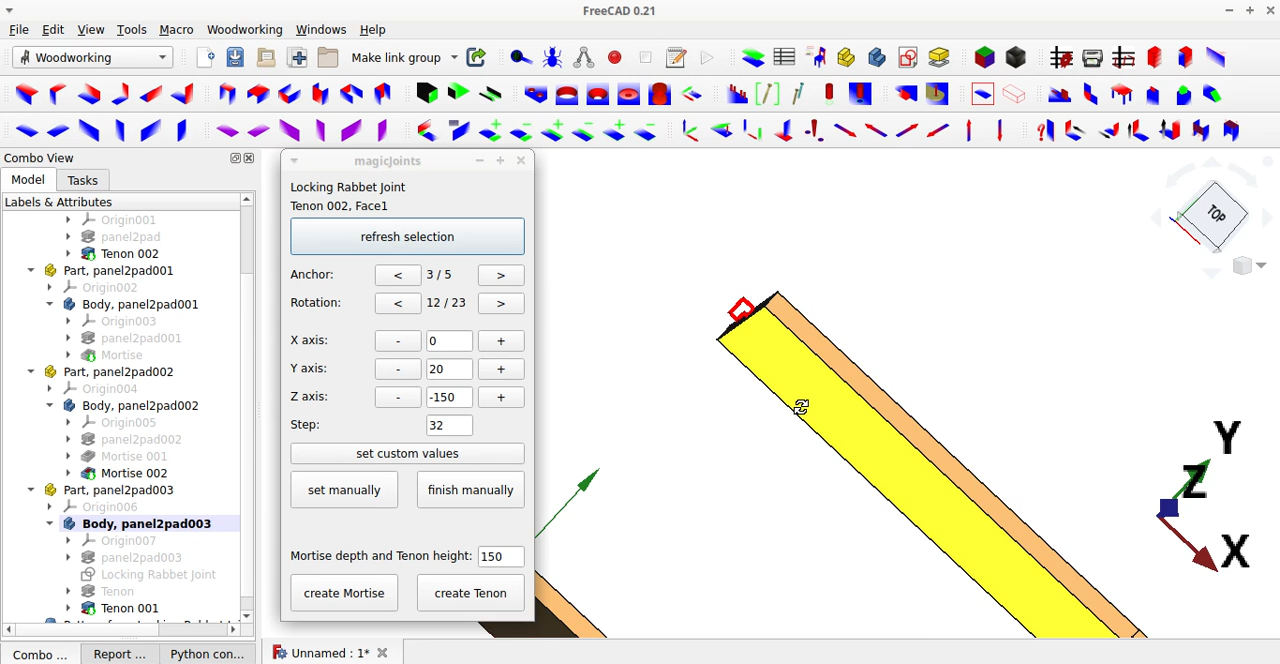 FreeCAD 0.21
File Edit View Tools Macro Woodworking Windows Help
Woodworking Make link group
Combo View
Model Tasks
Labels & Attributes
Origin001
panel2pad
Tenon 002
Part, panel2pad001
Origin002
Body, panel2pad001
Origin003
panel2pad001
Mortise
Part, panel2pad002
Origin004
Body, panel2pad002
Origin005
panel2pad002
Mortise 001
Mortise 002
Part, panel2pad003
Origin006
Body, panel2pad003
Origin007
panel2pad003
Locking Rabbet Joint
Tenon
Tenon 001
Combo ... Report ... Python con...
magicJoints
Locking Rabbet Joint
Tenon 002, Face1
refresh selection
Anchor: < 3 / 5 >
Rotation: < 12 / 23 >
X axis: - 0 +
Y axis: - 20 +
Z axis: - -150 +
Step: 32
set custom values
set manually finish manually
Mortise depth and Tenon height: 150
create Mortise create Tenon
TOP
Y
Z
X
Unnamed : 1*